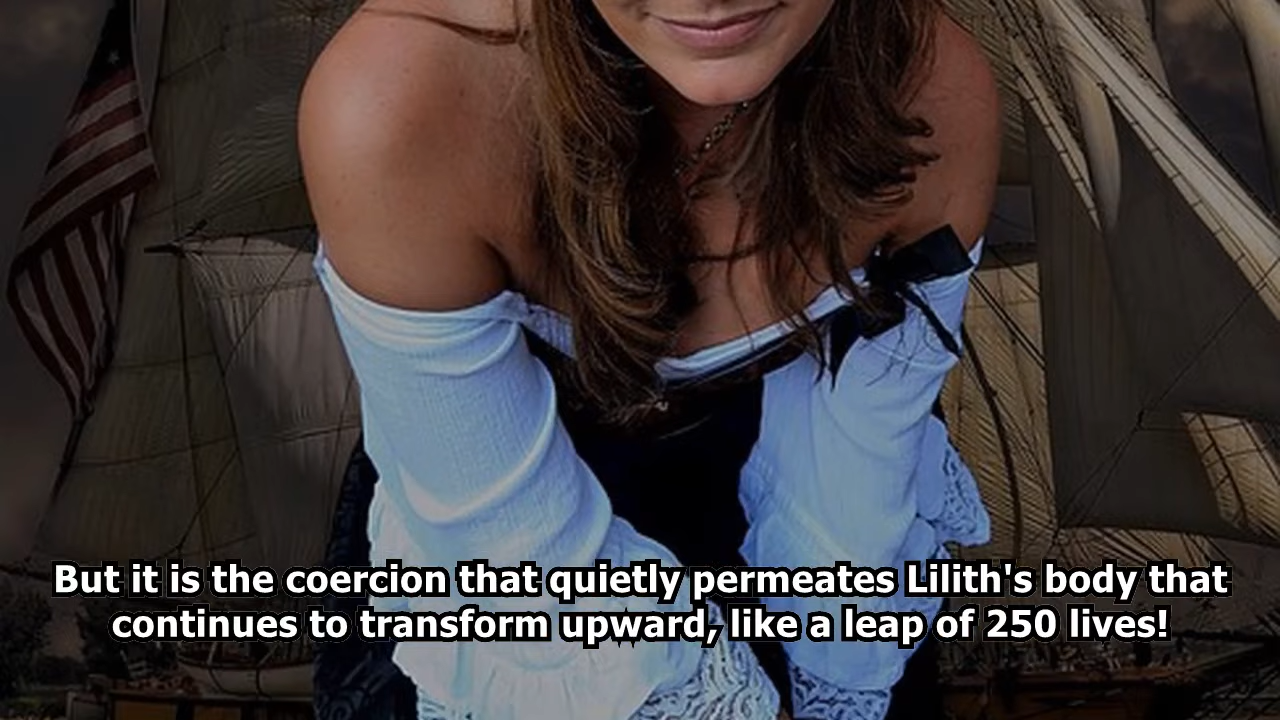 But it is the coercion that quietly permeates Lilith's body that
continues to transform upward, like a leap of 250 lives!